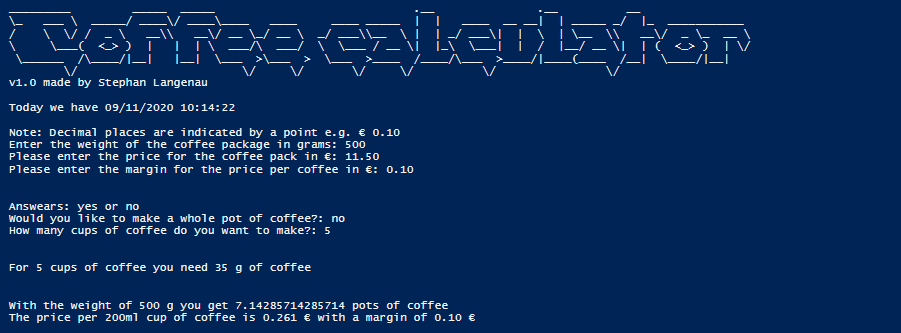 Coffee Calculator
v1.0 made by Stephan Langenau
Today we have 09/11/2020 10:14:22
Note: Decimal places are indicated by a point e.g. € 0.10
Enter the weight of the coffee package in grams: 500
Please enter the price for the coffee pack in €: 11.50
Please enter the margin for the price per coffee in €: 0.10
Answears: yes or no
Would you like to make a whole pot of coffee?: no
How many cups of coffee do you want to make?: 5
For 5 cups of coffee you need 35 g of coffee
With the weight of 500 g you get 7.14285714285714 pots of coffee
The price per 200ml cup of coffee is 0.261 € with a margin of 0.10 €